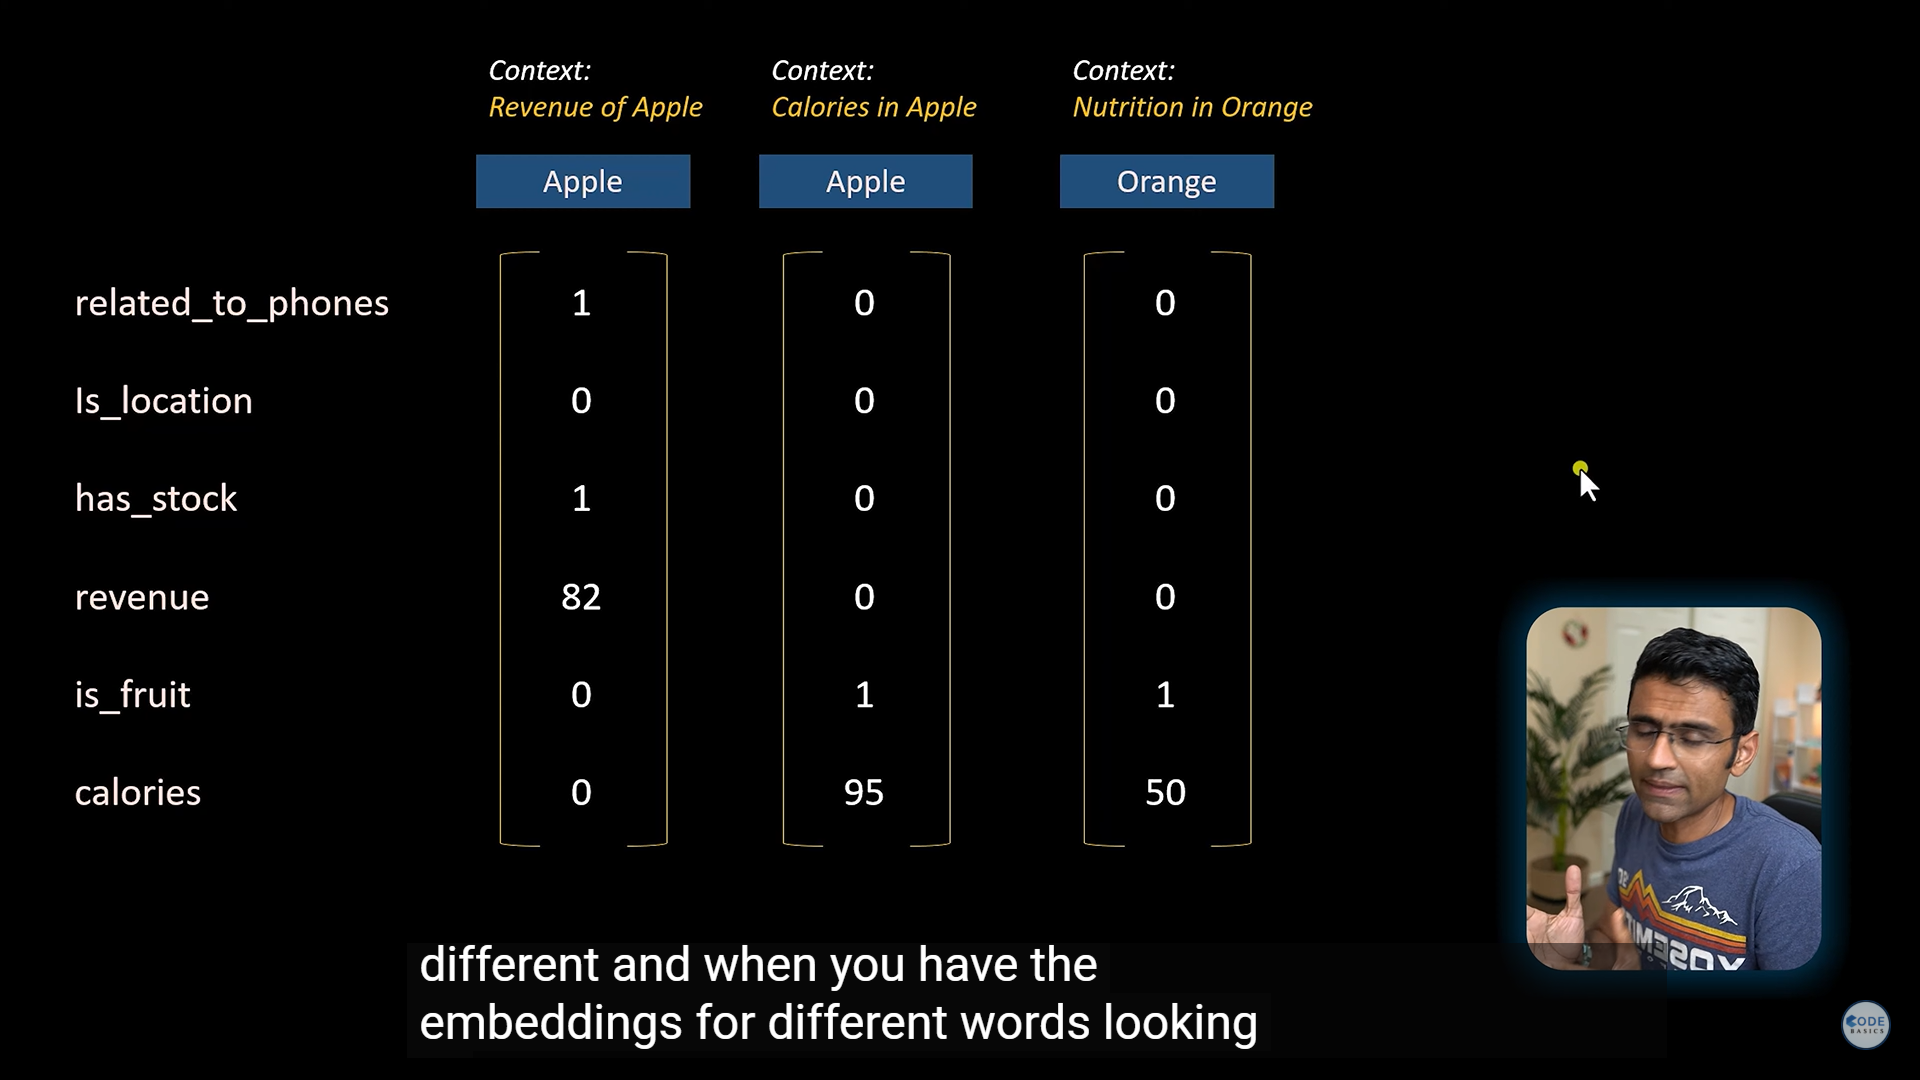 Context:
Revenue of Apple
Context:
Calories in Apple
Context:
Nutrition in Orange
Apple
Apple
Orange
related_to_phones
1
0
0
Is_location
0
0
0
has_stock
1
0
0
revenue
82
0
0
is_fruit
0
1
1
calories
0
95
50
different and when you have the
embeddings for different words looking
CODE
BASICS